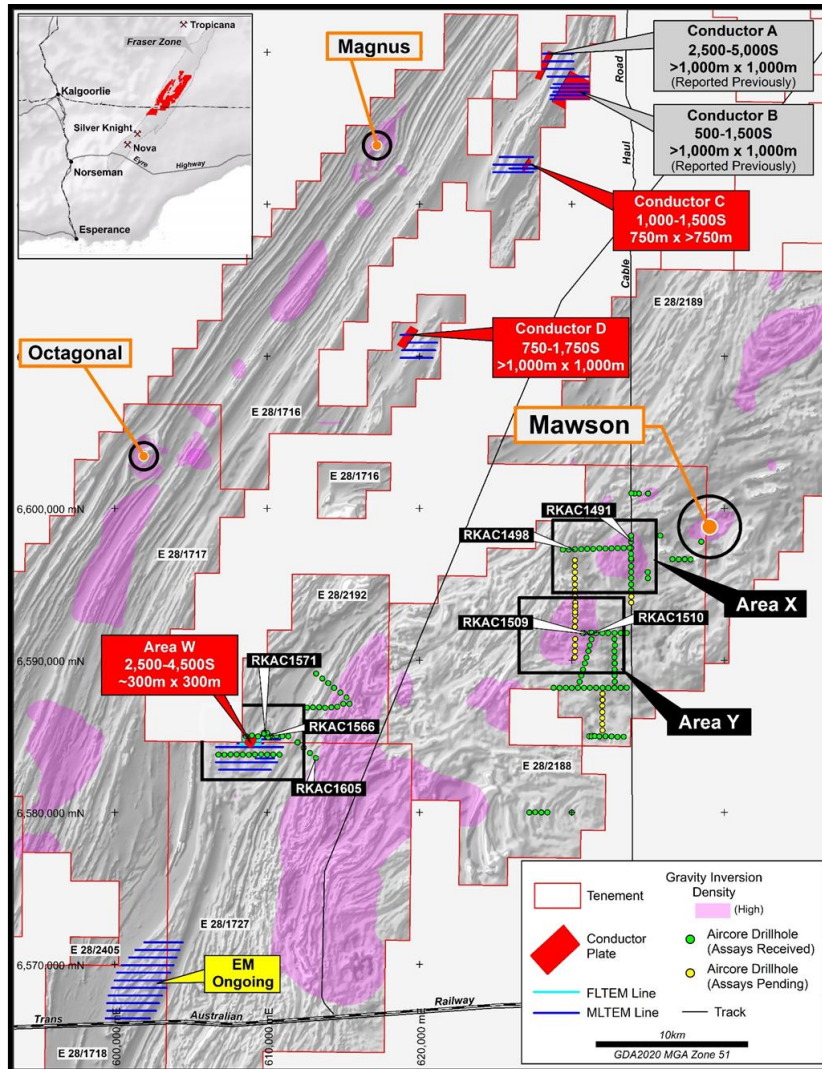 Tropicana
Fraser Zone
Kalgoorlie
Silver Knight
Nova
Eyre
Highway
Norseman
Esperance
Magnus
Conductor A
2,500-5,000S
>1,000m x 1,000m
(Reported Previously)
Road
Conductor B
500-1,500S
>1,000m x 1,000m
(Reported Previously)
Haul
Conductor C
1,000-1,500S
750m x >750m
Cable
E 28/2189
Conductor D
750-1,750S
>1,000m x 1,000m
Octagonal
E 28/1716
Mawson
E 28/1716
6,600,000 mN
RKAC1491
RKAC1498
E 28/1717
E 28/2192
Area X
RKAC1509
RKAC1510
Area W
2,500-4,500S
~300m x 300m
RKAC1571
6,590,000 mN
Area Y
RKAC1566
E 28/2188
RKAC1605
6,580,000 mN
E 28/1727
E 28/2405
6,570,000 mN
EM
Ongoing
Trans
Australian
Railway
E 28/1718
600,000 mE
610,000 mE
620,000 mE
Tenement
Gravity Inversion
Density
(High)
Conductor
Plate
Aircore Drillhole
(Assays Received)
Aircore Drillhole
(Assays Pending)
FLTEM Line
MLTEM Line
Track
10km
GDA2020 MGA Zone 51